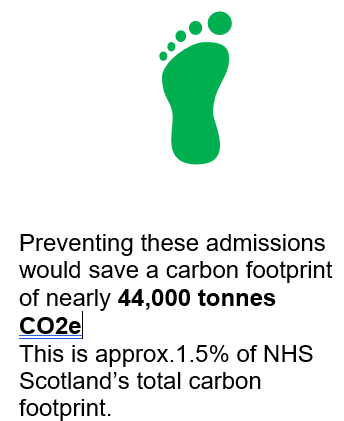 Preventing these admissions
would save a carbon footprint
of nearly 44,000 tonnes
CO2e
This is approx.1.5% of NHS
Scotland's total carbon
footprint.